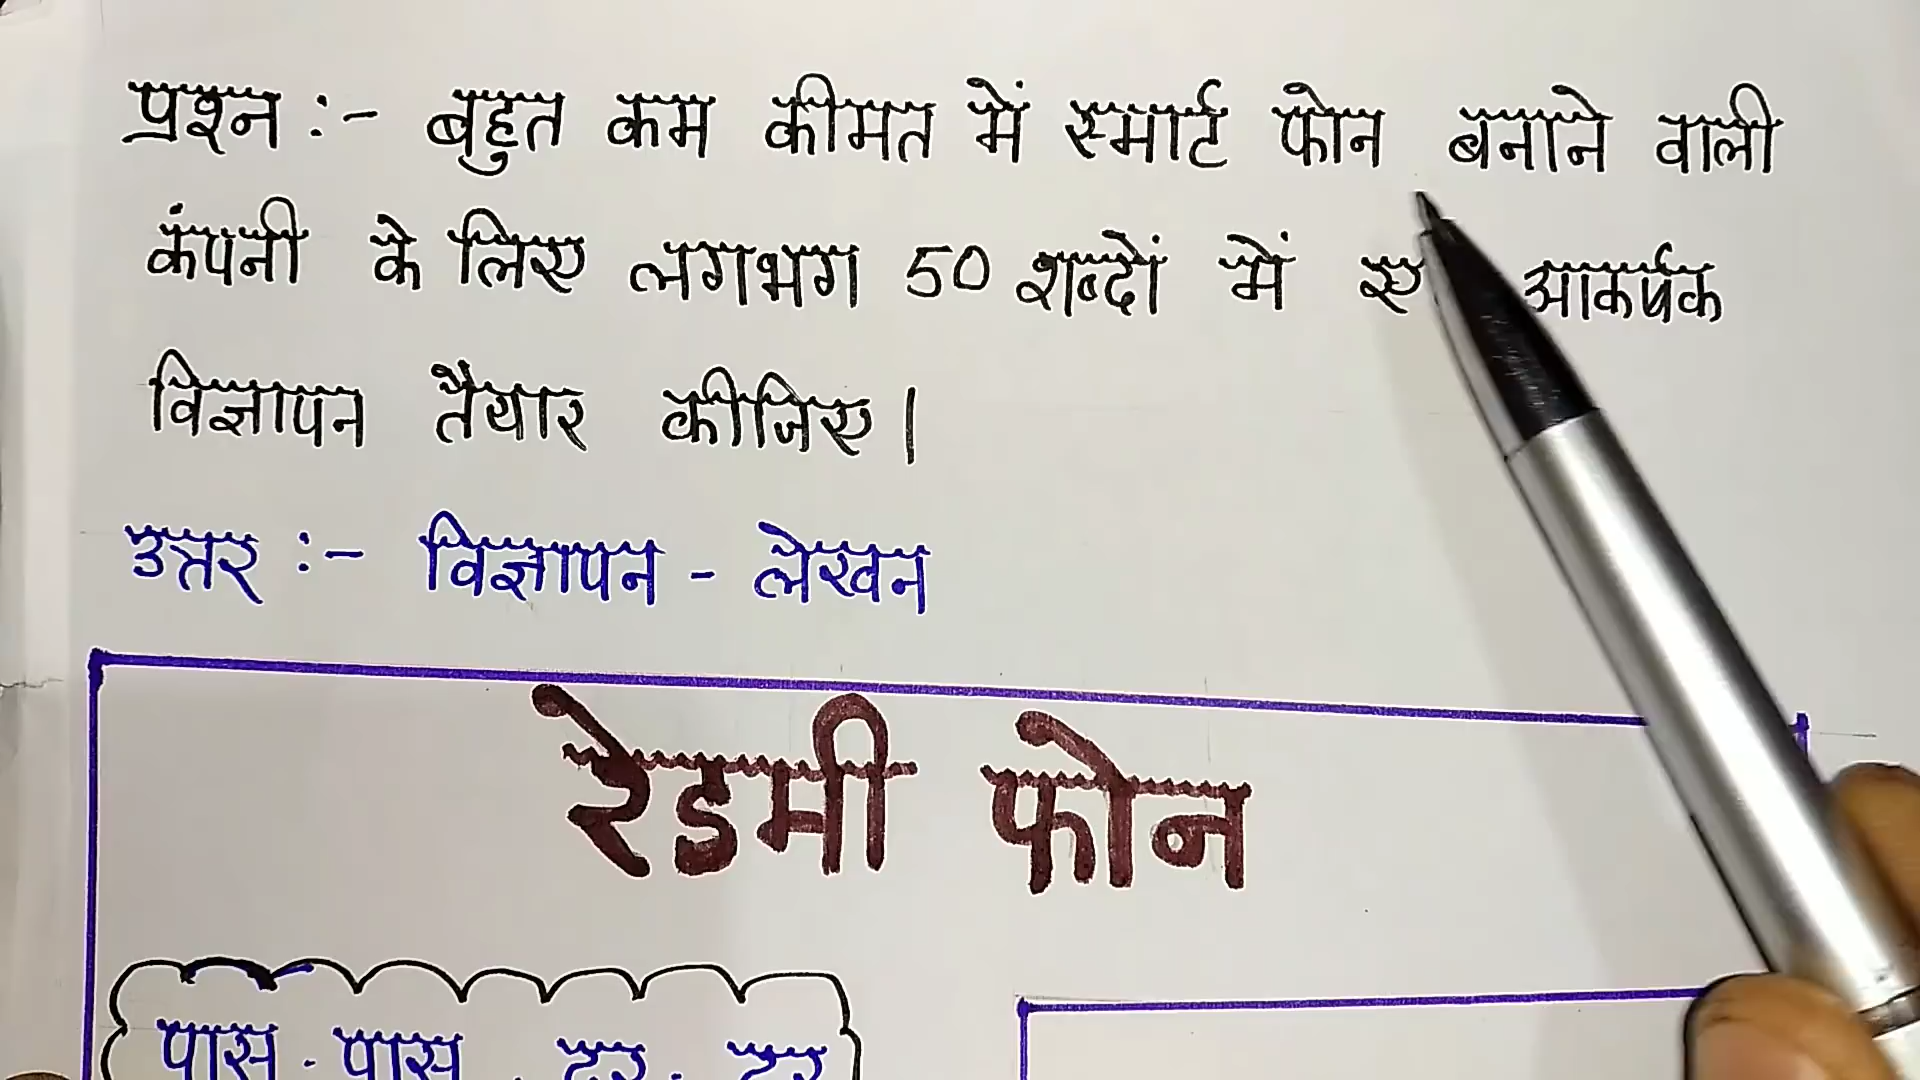 प्रश्न :- बहुत कम कीमत में स्मार्ट फोन बनाने वाली
कंपनी के लिए लगभग 50 शब्दों में आकर्षक
विज्ञापन तैयार कीजिए।
उत्तर :- विज्ञापन - लेखन
रेडमी फोन
पास - पास